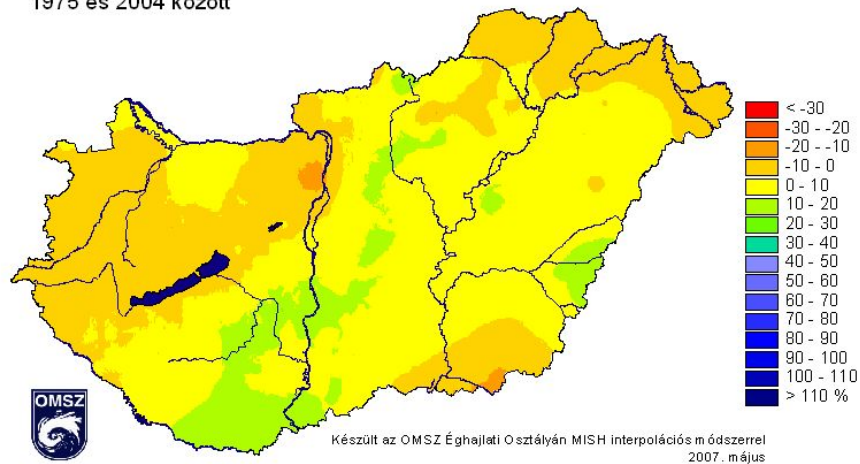 1975 és 2004 között
< -30
-30 - -20
-20 - -10
-10 - 0
0 - 10
10 - 20
20 - 30
30 - 40
40 - 50
50 - 60
60 - 70
70 - 80
80 - 90
90 - 100
100 - 110
> 110 %
OMSZ
Készült az OMSZ Éghajlati Osztályán MISH interpolációs módszerrel
2007. május